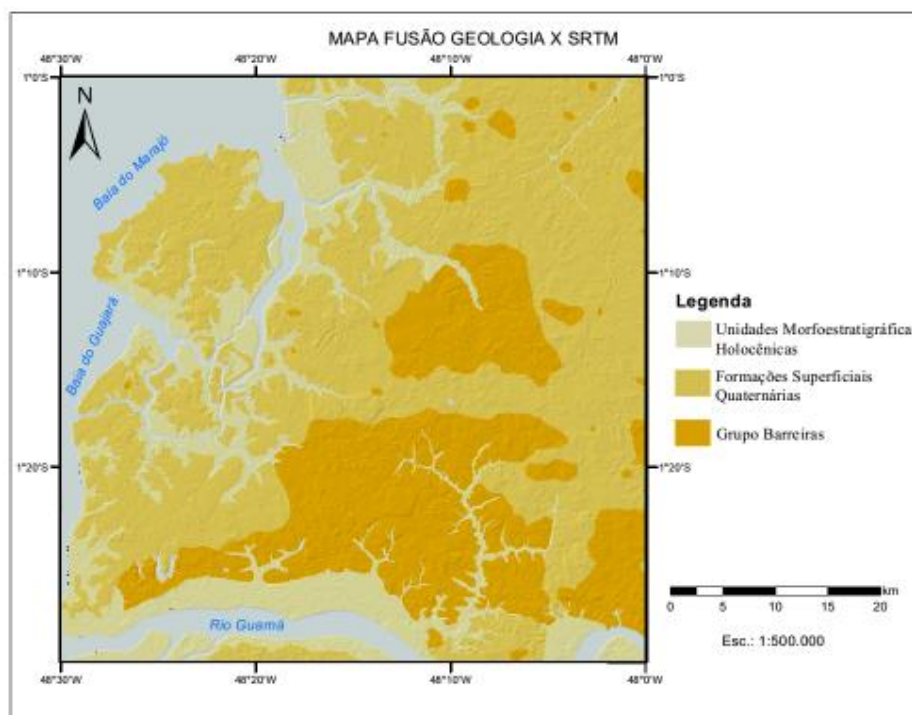 MAPA FUSÃO GEOLOGIA X SRTM
48°30'W
48°20'W
48°10'W
48°0'W
1°0'S
1°0'S
N
Baia do Marajó
1°10'S
1°10'S
Baia do Guajará
Legenda
Unidades Morfoestratigráfica
Holocênicas
Formações Superficiais
Quaternárias
Grupo Barreiras
1°20'S
1°20'S
Rio Guamá
km
0 5 10 15 20
Esc.: 1:500.000
48°30'W
48°20'W
48°10'W
48°0'W